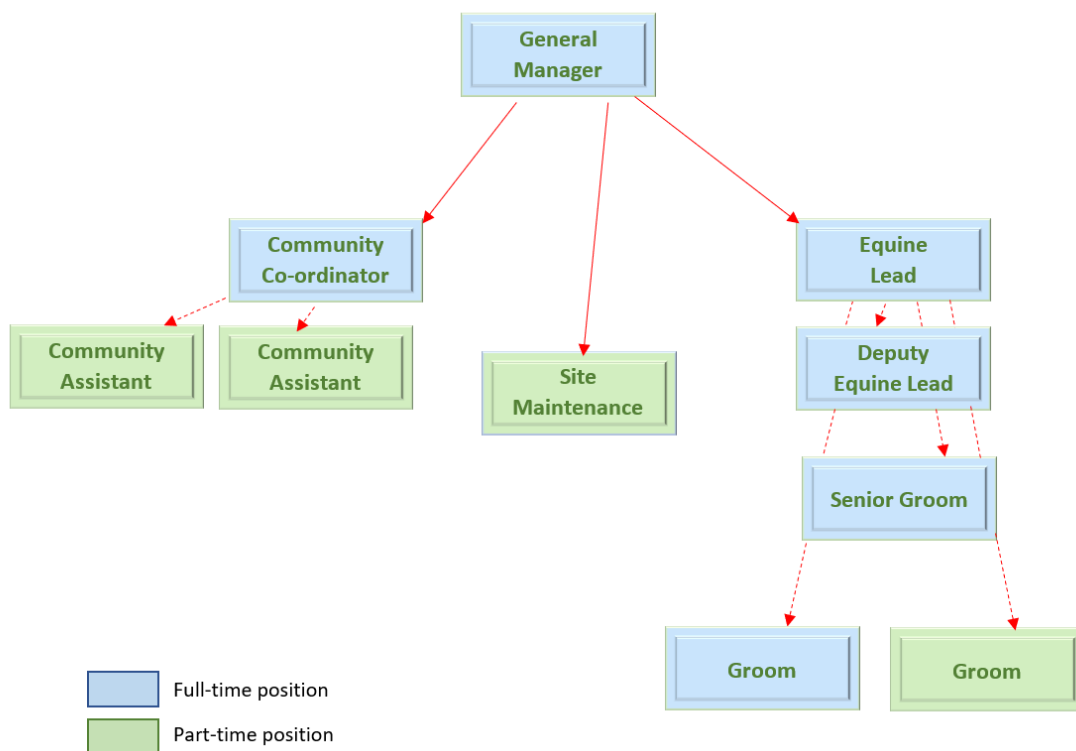 General
Manager
Community
Co-ordinator
Equine
Lead
Community
Assistant
Community
Assistant
Site
Maintenance
Deputy
Equine Lead
Senior Groom
Groom
Groom
Full-time position
Part-time position